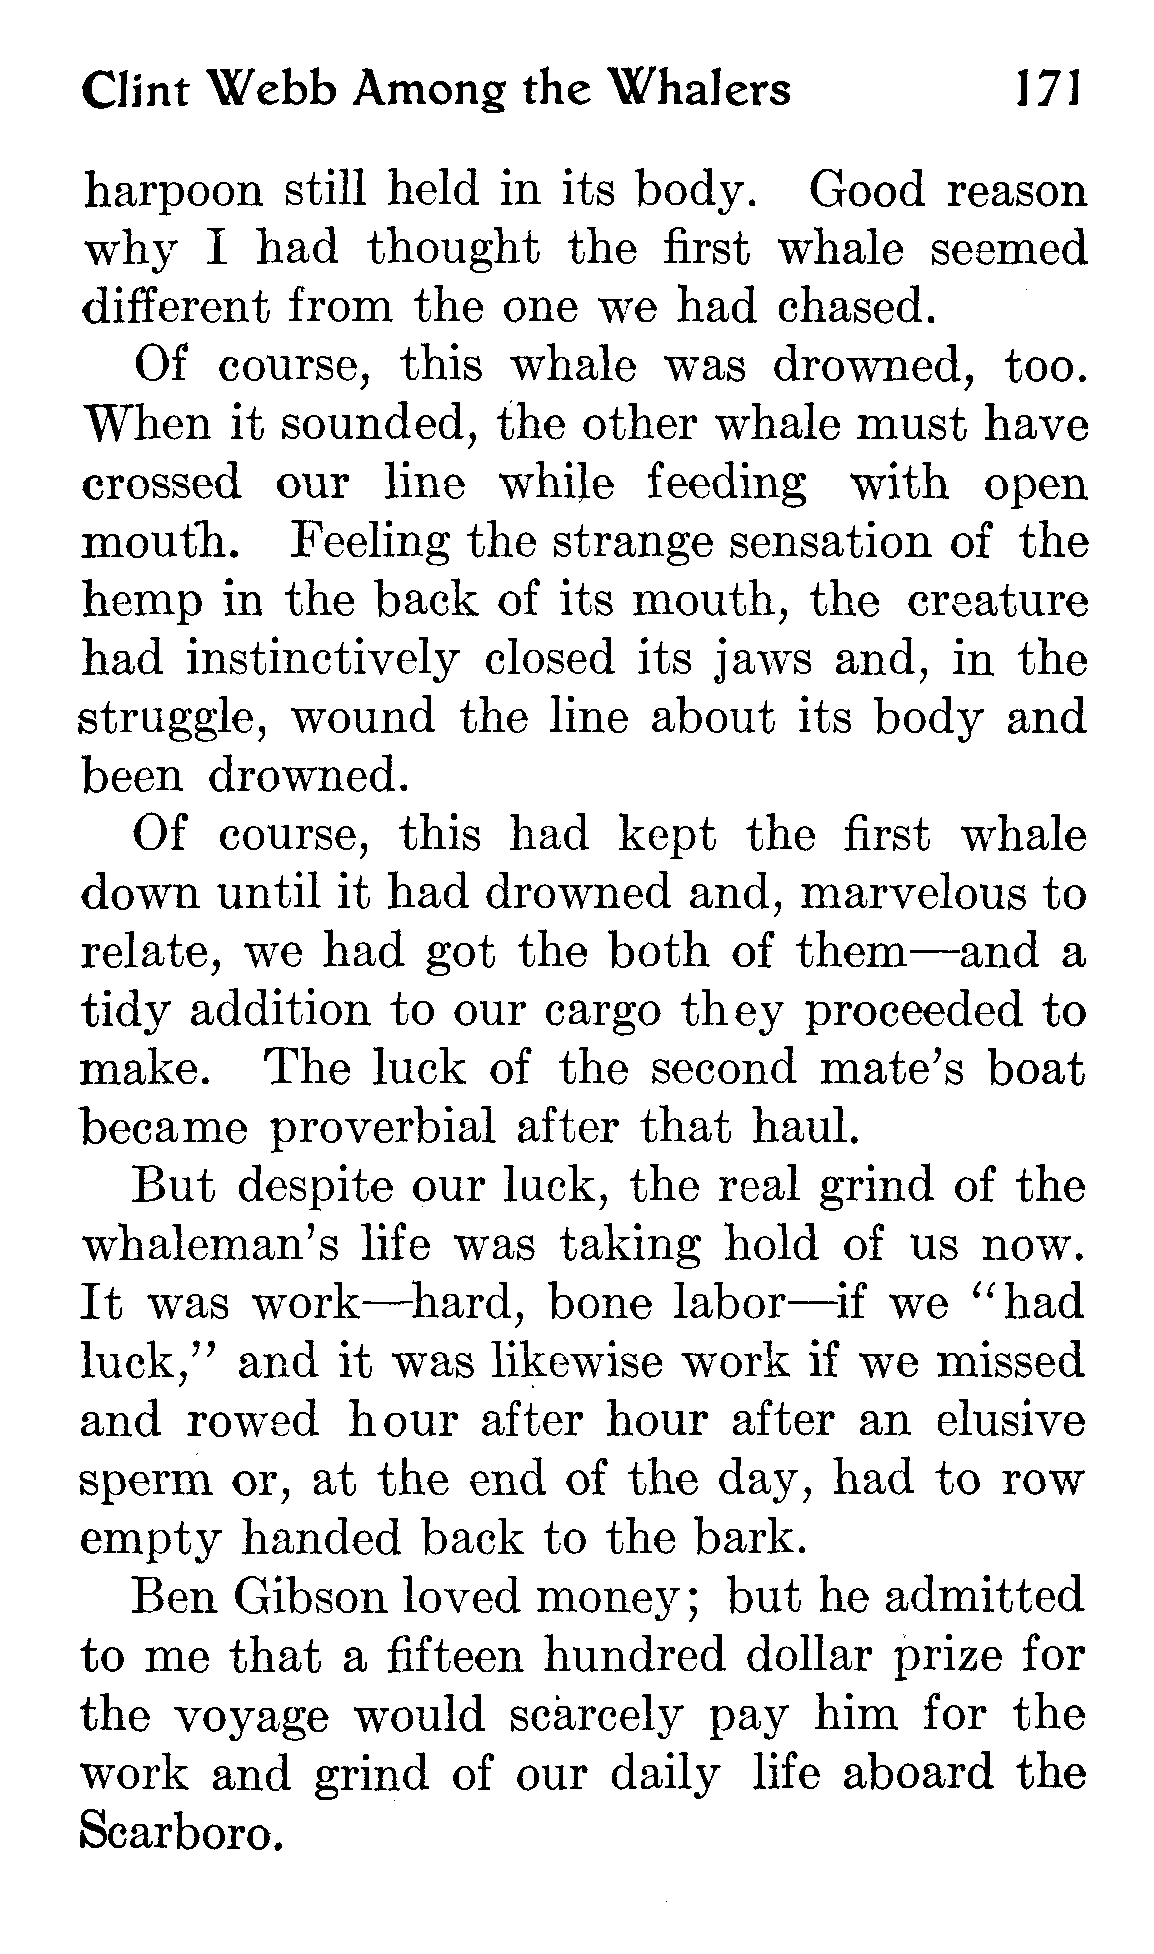 Clint Webb Among the Whalers 171
harpoon still held in its body. Good reason
why I had thought the first whale seemed
different from the one we had chased.
Of course, this whale was drowned, too.
When it sounded, the other whale must have
crossed our line while feeding with open
mouth. Feeling the strange sensation of the
hemp in the back of its mouth, the creature
had instinctively closed its jaws and, in the
struggle, wound the line about its body and
been drowned.
Of course, this had kept the first whale
down until it had drowned and, marvelous to
relate, we had got the both of them—and a
tidy addition to our cargo they proceeded to
make. The luck of the second mate's boat
became proverbial after that haul.
But despite our luck, the real grind of the
whaleman's life was taking hold of us now.
It was work—hard, bone labor—if we "had
luck," and it was likewise work if we missed
and rowed hour after hour after an elusive
sperm or, at the end of the day, had to row
empty handed back to the bark.
Ben Gibson loved money; but he admitted
to me that a fifteen hundred dollar prize for
the voyage would scarcely pay him for the
work and grind of our daily life aboard the
Scarboro.